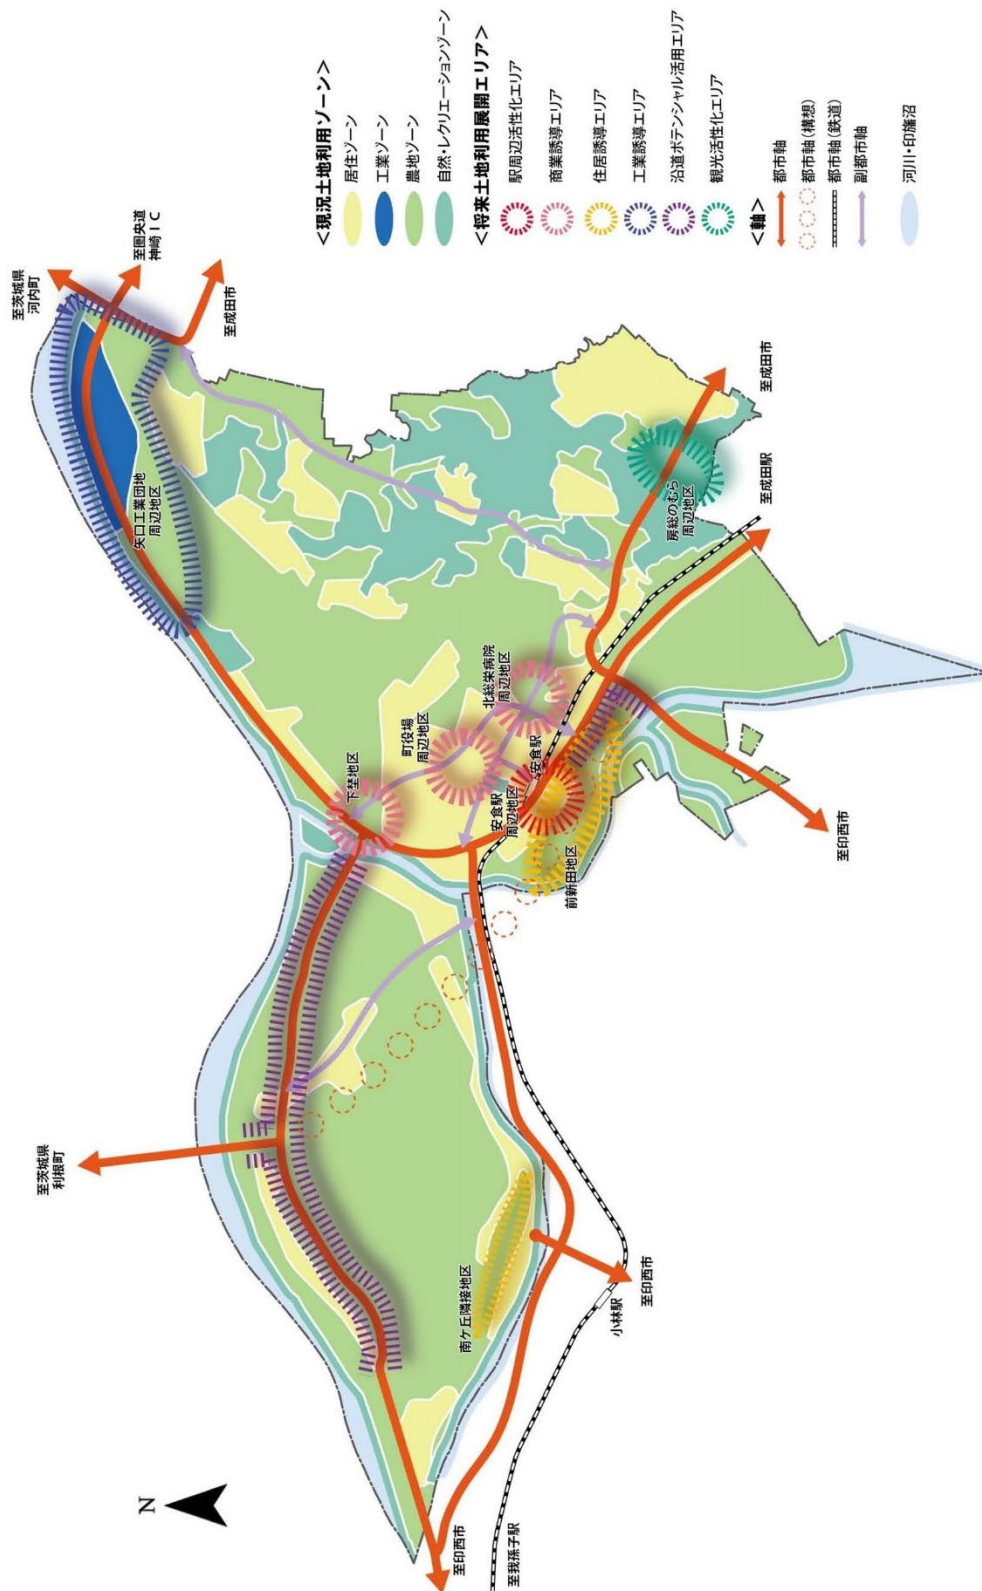 N
至茨城県
利根町
至茨城県
河内町
至圏央道
神崎IC
至成田市
矢口工業団地
周辺地区
下埜地区
町役場
周辺地区
北総栄病院
周辺地区
安食駅
周辺地区
安食駅
前新田地区
房総のむら
周辺地区
至成田市
至成田駅
至印西市
南ケ丘隣接地区
至印西市
小林駅
至印西市
至我孫子駅
<現況土地利用ゾーン>
居住ゾーン
工業ゾーン
農地ゾーン
自然・レクリエーションゾーン
<将来土地利用展開エリア>
駅周辺活性化エリア
商業誘導エリア
住居誘導エリア
工業誘導エリア
沿道ポテンシャル活用エリア
観光活性化エリア
<軸>
都市軸
都市軸(構想)
都市軸(鉄道)
副都市軸
河川・印旛沼